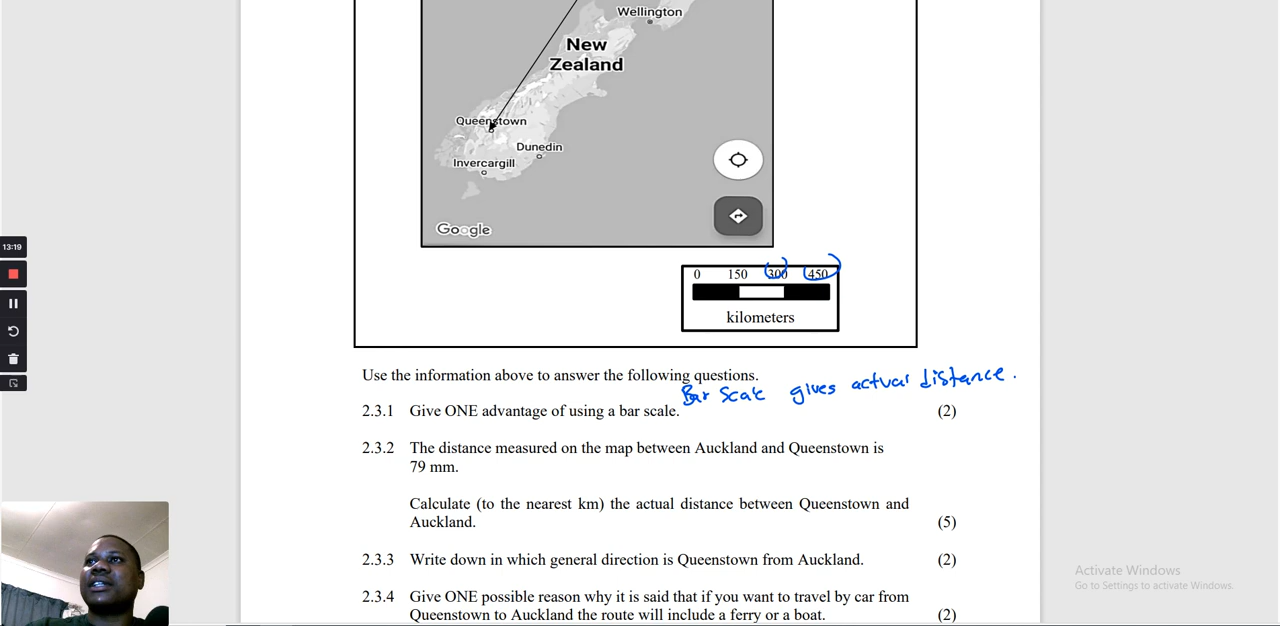 Wellington
New
Zealand
Queenstown
Dunedin
Invercargill
Google
0 150 300 450
kilometers
13:19
Use the information above to answer the following questions.
Bar Scale gives actual distance.
2.3.1 Give ONE advantage of using a bar scale. (2)
2.3.2 The distance measured on the map between Auckland and Queenstown is
79 mm.
Calculate (to the nearest km) the actual distance between Queenstown and
Auckland. (5)
2.3.3 Write down in which general direction is Queenstown from Auckland. (2)
2.3.4 Give ONE possible reason why it is said that if you want to travel by car from
Queenstown to Auckland the route will include a ferry or a boat. (2)
Activate Windows
Go to Settings to activate Windows.